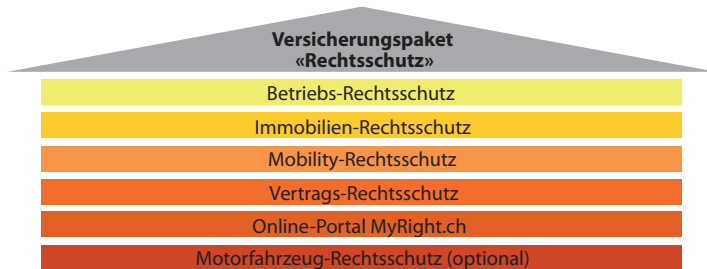 Versicherungspaket
«Rechtsschutz»
Betriebs-Rechtsschutz
Immobilien-Rechtsschutz
Mobility-Rechtsschutz
Vertrags-Rechtsschutz
Online-Portal MyRight.ch
Motorfahrzeug-Rechtsschutz (optional)